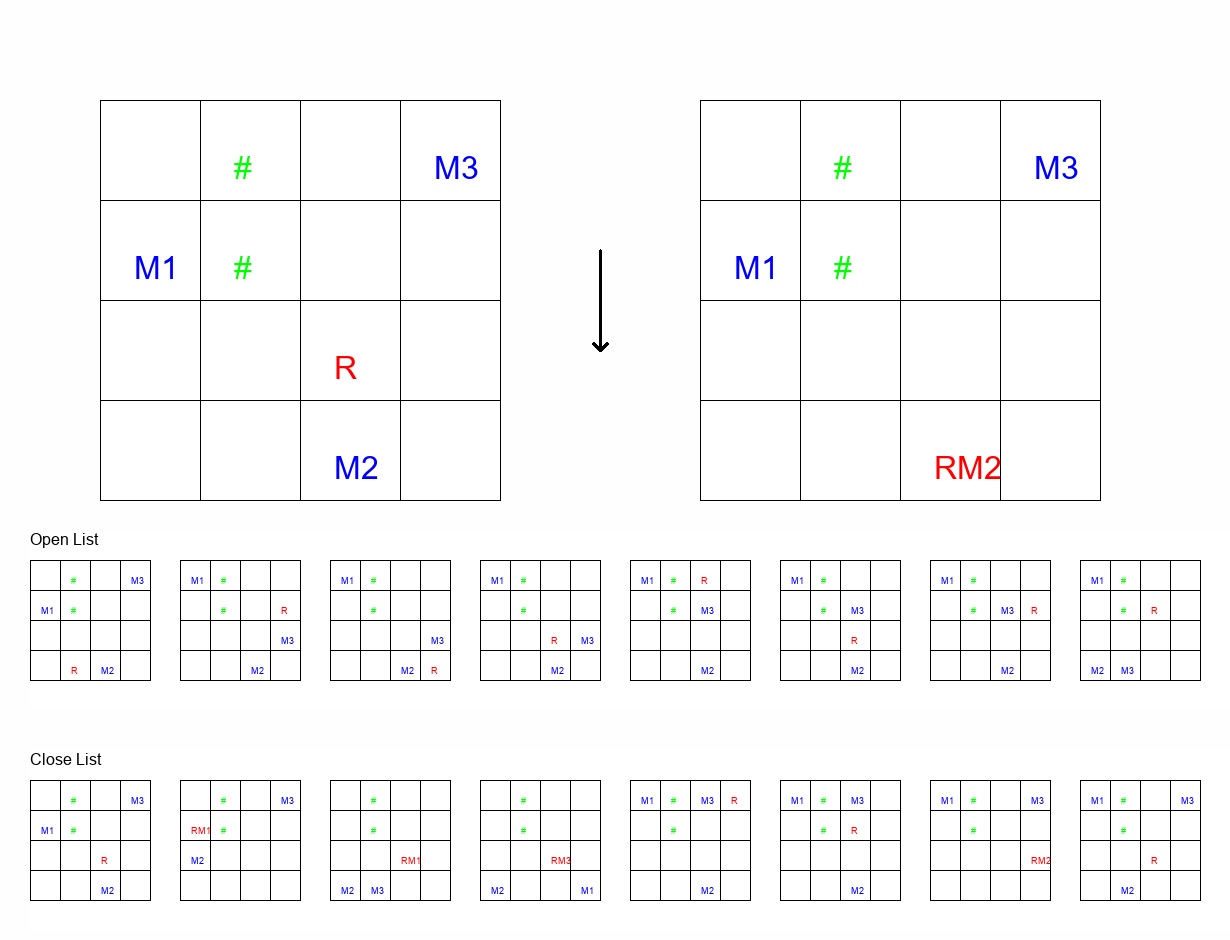 # M3 # M3
M1 # M1 #
R
M2 RM2
Open List
# M3 M1 # M1 # M1 # M1 # R M1 # M1 # M1 #
M1 # # R # # # M3 # M3 # M3 R # R
M3 M3 R M3 R
R M2 M2 M2 R M2 M2 M2 M2 M2 M3
Close List
# M3 # M3 # # M1 # M3 R M1 # M3 M1 # M3 M1 # M3
M1 # RM1 # # # # # R # #
R M2 RM1 RM3 RM2 R
M2 M2 M3 M2 M1 M2 M2 M2